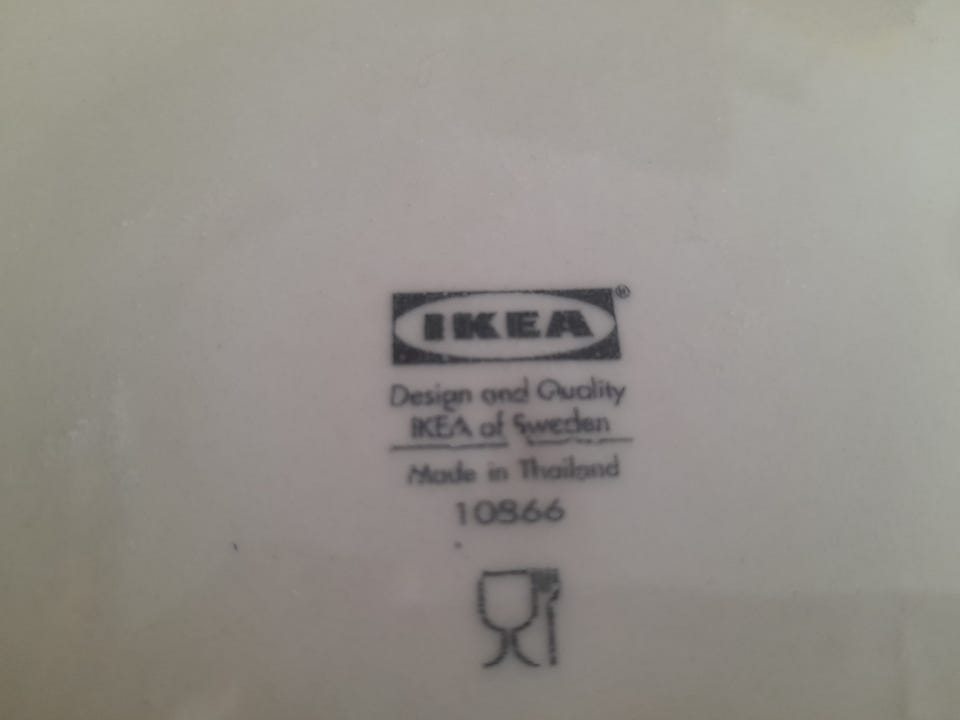 IKEA®
Design and Quality
IKEA of Sweden
Made in Thailand
10866